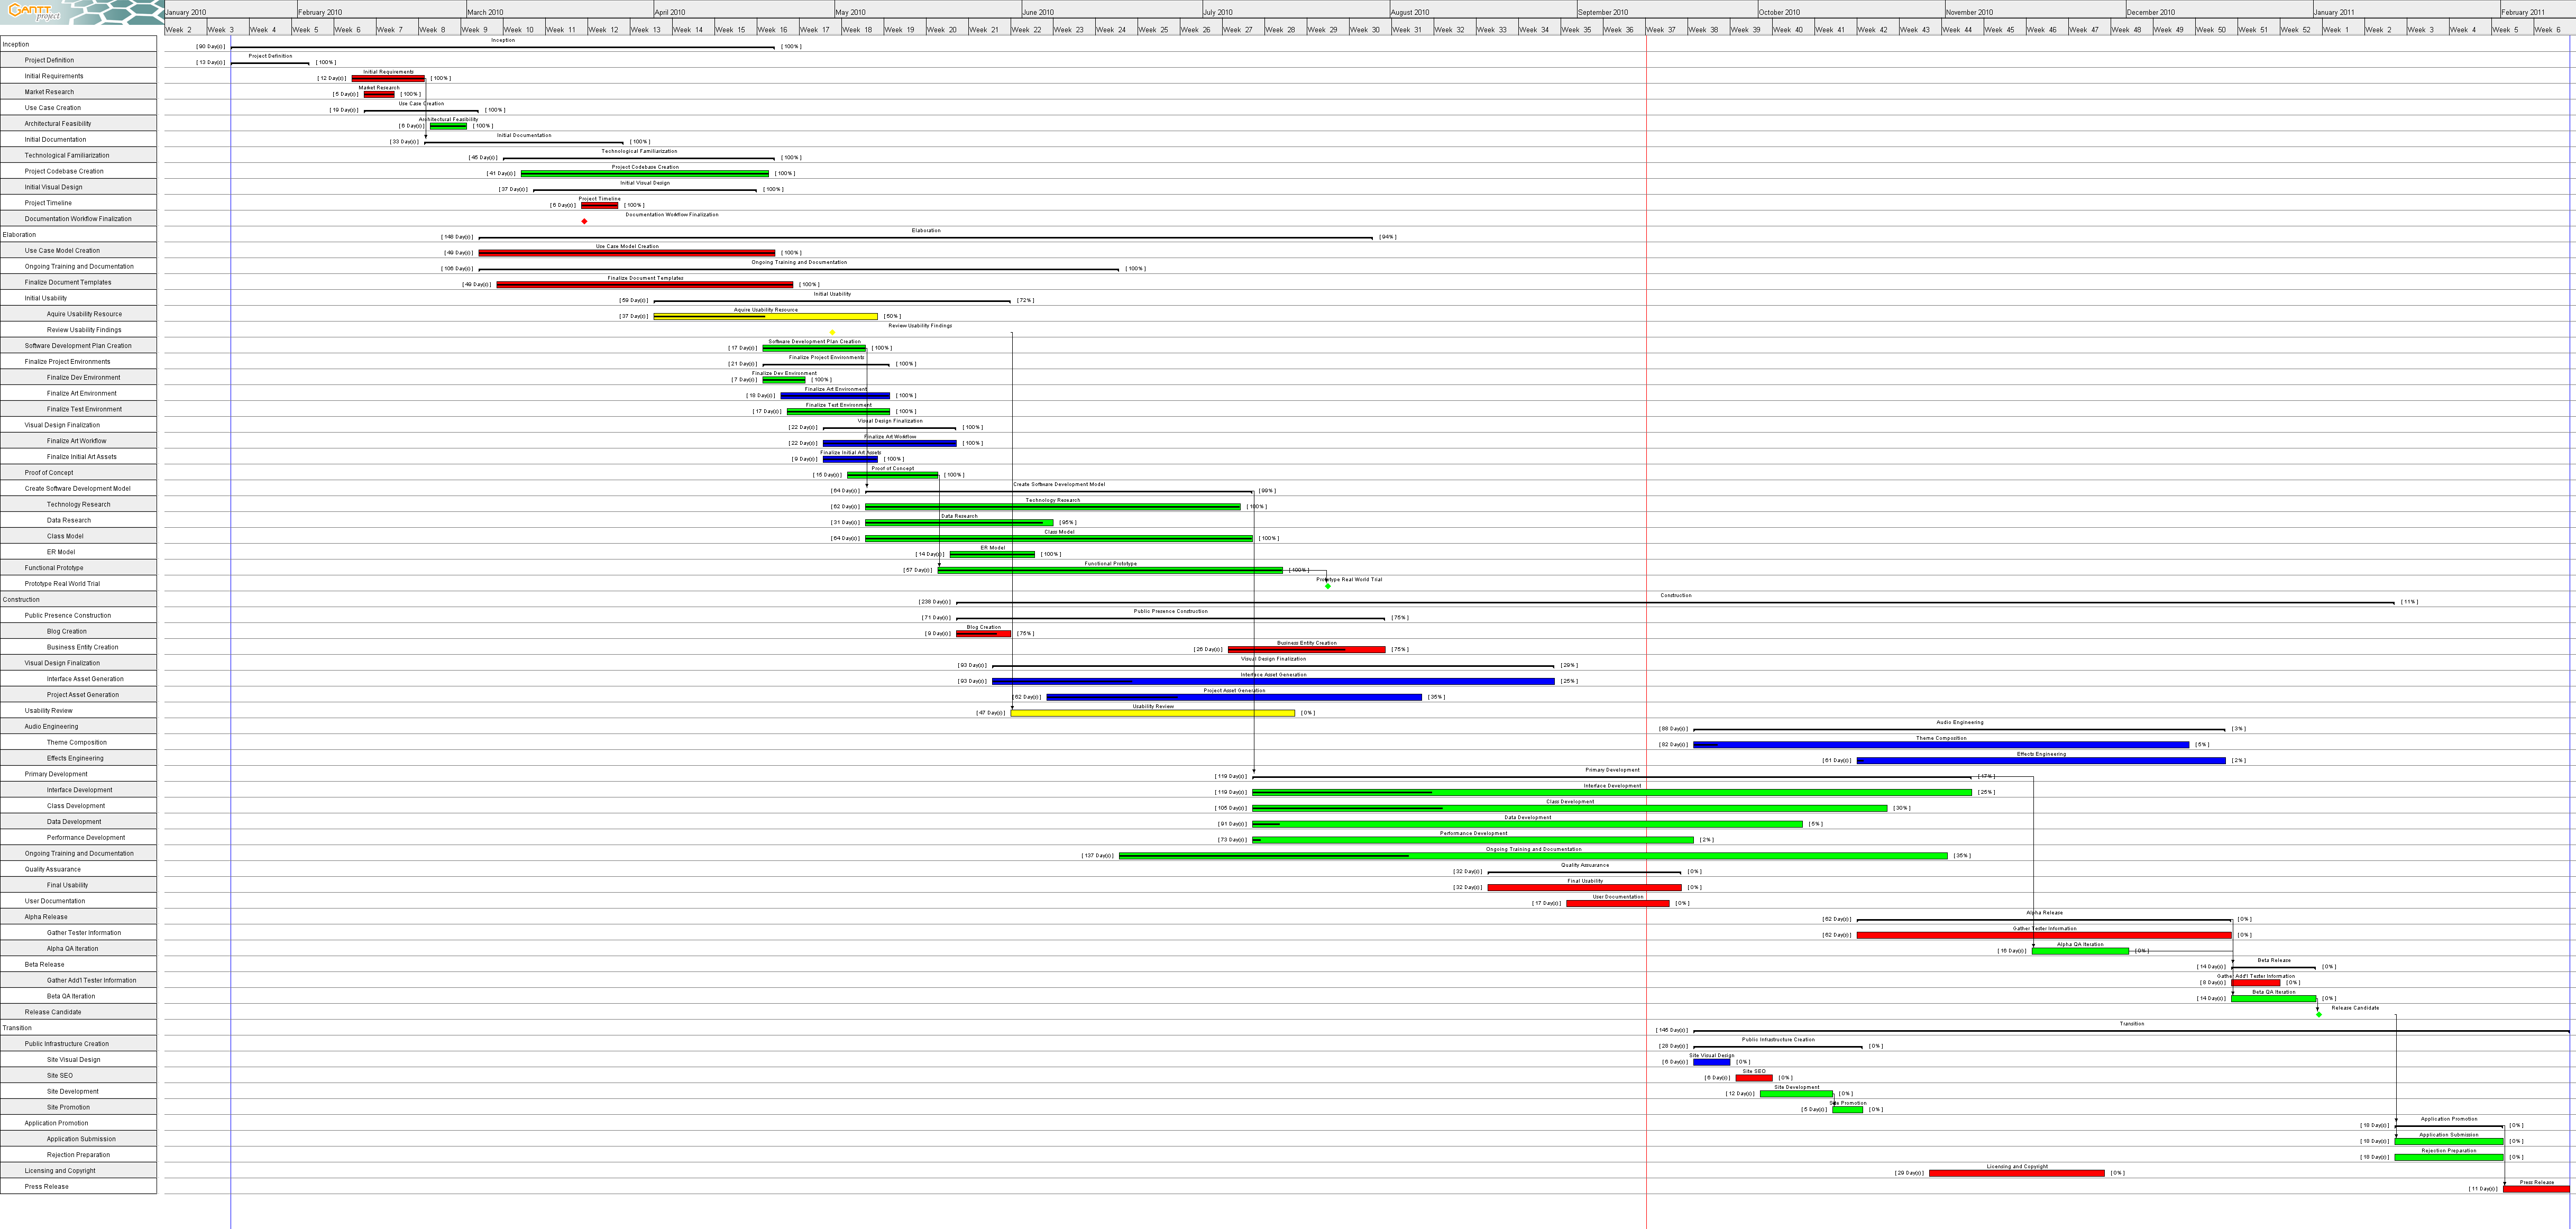 GANTT
project
January 2010 February 2010 March 2010 April 2010 May 2010 June 2010 July 2010 August 2010 September 2010 October 2010 November 2010 December 2010 January 2011 February 2011
Week 2 Week 3 Week 4 Week 5 Week 6 Week 7 Week 8 Week 9 Week 10 Week 11 Week 12 Week 13 Week 14 Week 15 Week 16 Week 17 Week 18 Week 19 Week 20 Week 21 Week 22 Week 23 Week 24 Week 25 Week 26 Week 27 Week 28 Week 29 Week 30 Week 31 Week 32 Week 33 Week 34 Week 35 Week 36 Week 37 Week 38 Week 39 Week 40 Week 41 Week 42 Week 43 Week 44 Week 45 Week 46 Week 47 Week 48 Week 49 Week 50 Week 51 Week 52 Week 1 Week 2 Week 3 Week 4 Week 5 Week 6
Inception [ 90 Day(s) ] Inception [ 100% ]
Project Definition [ 13 Day(s) ] Project Definition [ 100% ]
Initial Requirements [ 12 Day(s) ] Initial Requirements [ 100% ]
Market Research [ 5 Day(s) ] Market Research [ 100% ]
Use Case Creation [ 19 Day(s) ] Use Case Creation [ 100% ]
Architectural Feasibility [ 6 Day(s) ] Architectural Feasibility [ 100% ]
Initial Documentation [ 33 Day(s) ] Initial Documentation [ 100% ]
Technological Familiarization [ 45 Day(s) ] Technological Familiarization [ 100% ]
Project Codebase Creation [ 41 Day(s) ] Project Codebase Creation [ 100% ]
Initial Visual Design [ 37 Day(s) ] Initial Visual Design [ 100% ]
Project Timeline [ 6 Day(s) ] Project Timeline [ 100% ]
Documentation Workflow Finalization Documentation Workflow Finalization
Elaboration [ 148 Day(s) ] Elaboration [ 94% ]
Use Case Model Creation [ 49 Day(s) ] Use Case Model Creation [ 100% ]
Ongoing Training and Documentation [ 106 Day(s) ] Ongoing Training and Documentation [ 100% ]
Finalize Document Templates [ 49 Day(s) ] Finalize Document Templates [ 100% ]
Initial Usability [ 59 Day(s) ] Initial Usability [ 72% ]
Aquire Usability Resource [ 37 Day(s) ] Aquire Usability Resource [ 50% ]
Review Usability Findings Review Usability Findings
Software Development Plan Creation [ 17 Day(s) ] Software Development Plan Creation [ 100% ]
Finalize Project Environments [ 21 Day(s) ] Finalize Project Environments [ 100% ]
Finalize Dev Environment [ 7 Day(s) ] Finalize Dev Environment [ 100% ]
Finalize Art Environment [ 18 Day(s) ] Finalize Art Environment [ 100% ]
Finalize Test Environment [ 17 Day(s) ] Finalize Test Environment [ 100% ]
Visual Design Finalization [ 22 Day(s) ] Visual Design Finalization [ 100% ]
Finalize Art Workflow [ 22 Day(s) ] Finalize Art Workflow [ 100% ]
Finalize Initial Art Assets [ 9 Day(s) ] Finalize Initial Art Assets [ 100% ]
Proof of Concept [ 15 Day(s) ] Proof of Concept [ 100% ]
Create Software Development Model [ 64 Day(s) ] Create Software Development Model [ 99% ]
Technology Research [ 62 Day(s) ] Technology Research [ 100% ]
Data Research [ 31 Day(s) ] Data Research [ 95% ]
Class Model [ 64 Day(s) ] Class Model [ 100% ]
ER Model [ 14 Day(s) ] ER Model [ 100% ]
Functional Prototype [ 57 Day(s) ] Functional Prototype [ 100% ]
Prototype Real World Trial Prototype Real World Trial
Construction [ 238 Day(s) ] Construction [ 11% ]
Public Presence Construction [ 71 Day(s) ] Public Presence Construction [ 75% ]
Blog Creation [ 9 Day(s) ] Blog Creation [ 75% ]
Business Entity Creation [ 26 Day(s) ] Business Entity Creation [ 75% ]
Visual Design Finalization [ 93 Day(s) ] Visual Design Finalization [ 29% ]
Interface Asset Generation [ 93 Day(s) ] Interface Asset Generation [ 25% ]
Project Asset Generation [ 62 Day(s) ] Project Asset Generation [ 35% ]
Usability Review [ 47 Day(s) ] Usability Review [ 0% ]
Audio Engineering [ 88 Day(s) ] Audio Engineering [ 3% ]
Theme Composition [ 82 Day(s) ] Theme Composition [ 5% ]
Effects Engineering [ 61 Day(s) ] Effects Engineering [ 2% ]
Primary Development [ 119 Day(s) ] Primary Development [ 17% ]
Interface Development [ 119 Day(s) ] Interface Development [ 25% ]
Class Development [ 105 Day(s) ] Class Development [ 30% ]
Data Development [ 91 Day(s) ] Data Development [ 5% ]
Performance Development [ 73 Day(s) ] Performance Development [ 2% ]
Ongoing Training and Documentation [ 137 Day(s) ] Ongoing Training and Documentation [ 35% ]
Quality Assuarance [ 32 Day(s) ] Quality Assuarance [ 0% ]
Final Usability [ 32 Day(s) ] Final Usability [ 0% ]
User Documentation [ 17 Day(s) ] User Documentation [ 0% ]
Alpha Release [ 62 Day(s) ] Alpha Release [ 0% ]
Gather Tester Information [ 62 Day(s) ] Gather Tester Information [ 0% ]
Alpha QA Iteration [ 16 Day(s) ] Alpha QA Iteration [ 0% ]
Beta Release [ 14 Day(s) ] Beta Release [ 0% ]
Gather Add'l Tester Information [ 8 Day(s) ] Gather Add'l Tester Information [ 0% ]
Beta QA Iteration [ 14 Day(s) ] Beta QA Iteration [ 0% ]
Release Candidate Release Candidate
Transition [ 145 Day(s) ] Transition
Public Infrastructure Creation [ 28 Day(s) ] Public Infrastructure Creation [ 0% ]
Site Visual Design [ 6 Day(s) ] Site Visual Design [ 0% ]
Site SEO [ 6 Day(s) ] Site SEO [ 0% ]
Site Development [ 12 Day(s) ] Site Development [ 0% ]
Site Promotion [ 5 Day(s) ] Site Promotion [ 0% ]
Application Promotion [ 18 Day(s) ] Application Promotion [ 0% ]
Application Submission [ 18 Day(s) ] Application Submission [ 0% ]
Rejection Preparation [ 18 Day(s) ] Rejection Preparation [ 0% ]
Licensing and Copyright [ 29 Day(s) ] Licensing and Copyright [ 0% ]
Press Release [ 11 Day(s) ] Press Release